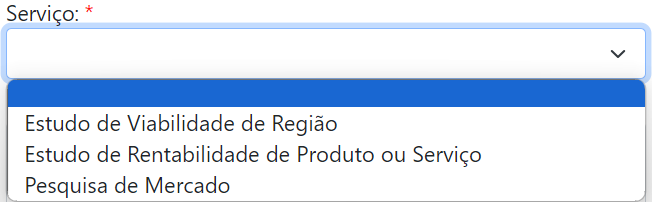 Serviço: *
Estudo de Viabilidade de Região
Estudo de Rentabilidade de Produto ou Serviço
Pesquisa de Mercado